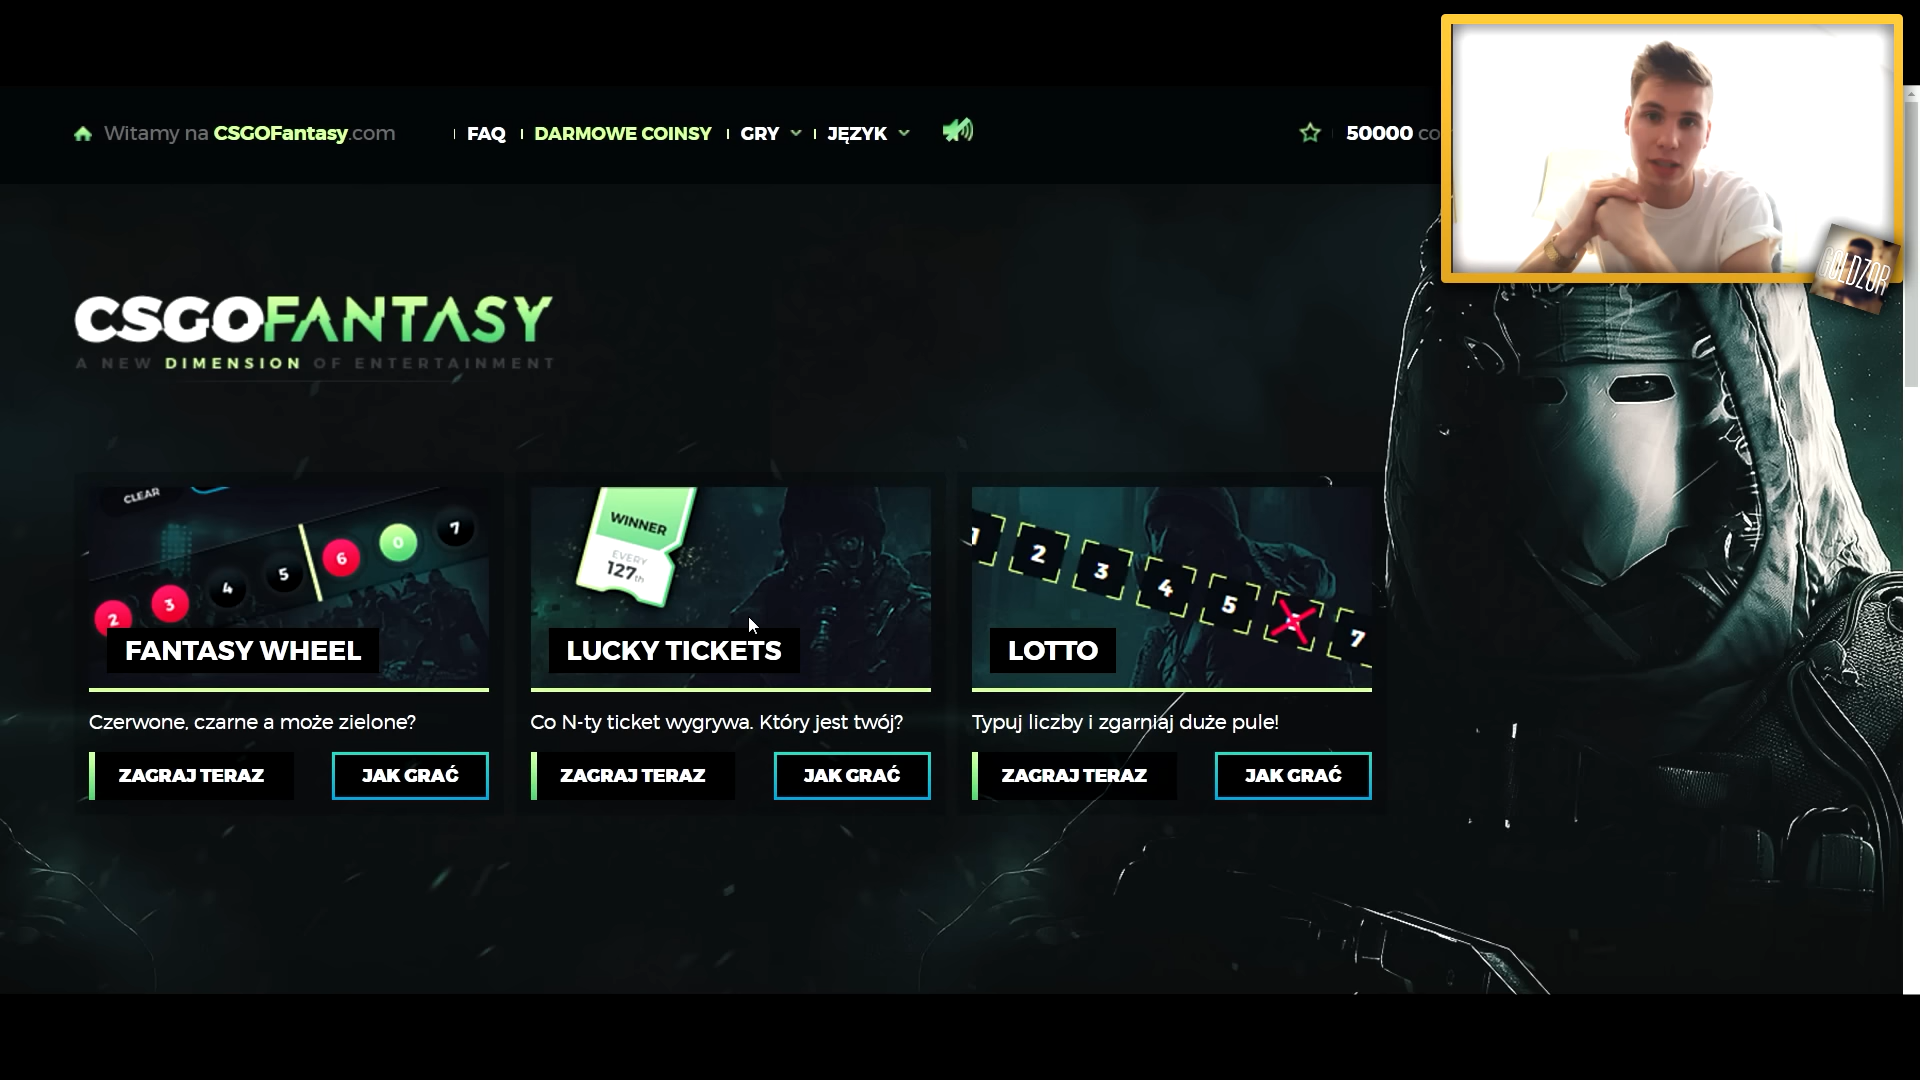 Witamy na CSGOFantasy.com
FAQ
DARMOWE COINSY
GRY
JĘZYK
50000 co
GOLDZOR
CSGOFANTASY
A NEW DIMENSION OF ENTERTAINMENT
CLEAR
2 3 4 5 6 0 7
FANTASY WHEEL
Czerwone, czarne a może zielone?
ZAGRAJ TERAZ
JAK GRAĆ
WINNER
EVERY
127th
LUCKY TICKETS
Co N-ty ticket wygrywa. Który jest twój?
ZAGRAJ TERAZ
JAK GRAĆ
1 2 3 4 5 7
LOTTO
Typuj liczby i zgarniaj duże pule!
ZAGRAJ TERAZ
JAK GRAĆ